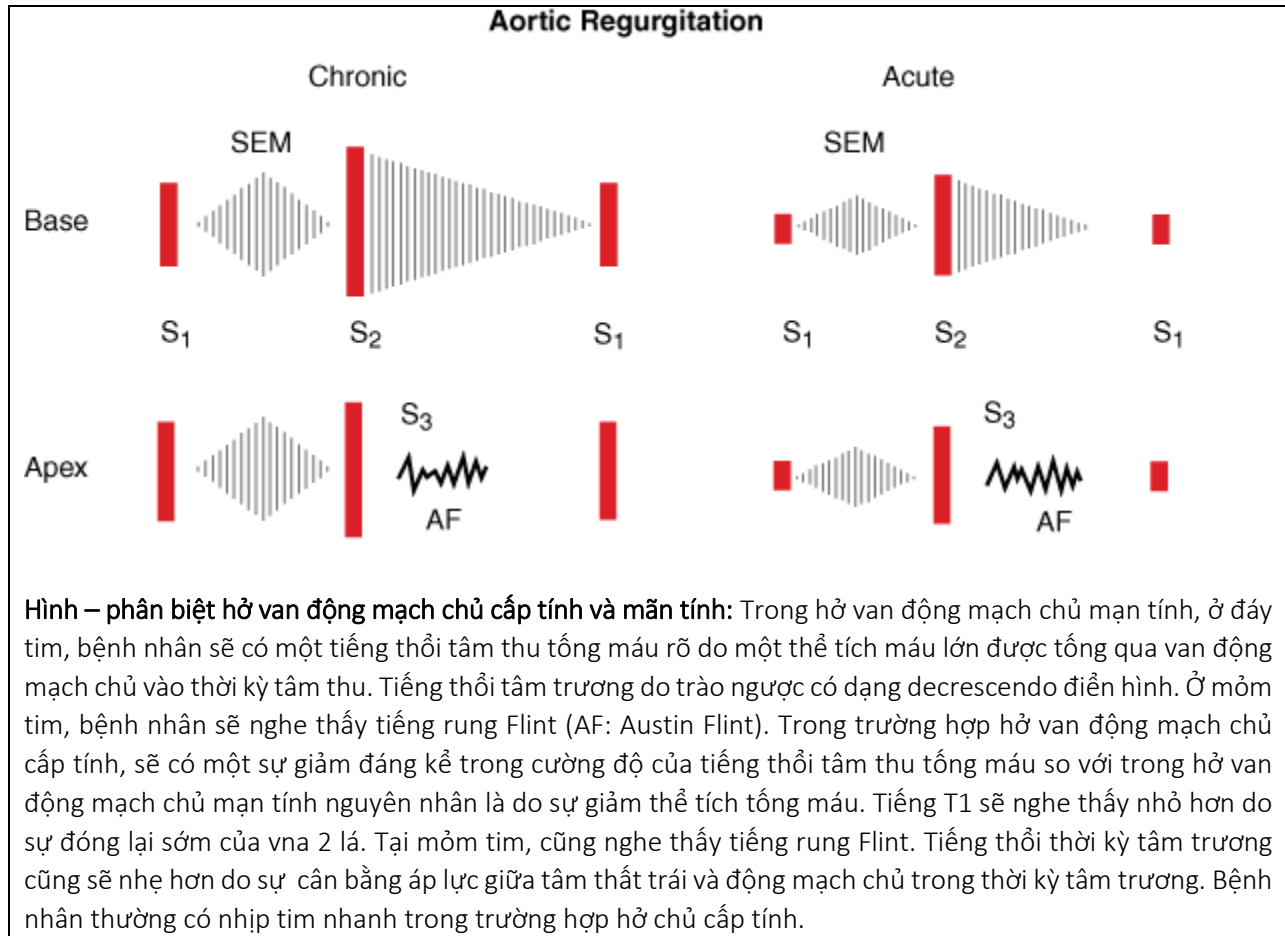 Aortic Regurgitation
Chronic Acute
SEM SEM
Base
S₁ S₂ S₁ S₁ S₂ S₁
S₃ S₃
Apex
AF AF
Hình – phân biệt hở van động mạch chủ cấp tính và mãn tính: Trong hở van động mạch chủ mạn tính, ở đáy
tim, bệnh nhân sẽ có một tiếng thổi tâm thu tống máu rõ do một thể tích máu lớn được tống qua van động
mạch chủ vào thời kỳ tâm thu. Tiếng thổi tâm trương do trào ngược có dạng decrescendo điển hình. Ở mỏm
tim, bệnh nhân sẽ nghe thấy tiếng rung Flint (AF: Austin Flint). Trong trường hợp hở van động mạch chủ
cấp tính, sẽ có một sự giảm đáng kể trong cường độ của tiếng thổi tâm thu tống máu so với trong hở van
động mạch chủ mạn tính nguyên nhân là do sự giảm thể tích tống máu. Tiếng T1 sẽ nghe thấy nhỏ hơn do
sự đóng lại sớm của vna 2 lá. Tại mỏm tim, cũng nghe thấy tiếng rung Flint. Tiếng thổi thời kỳ tâm trương
cũng sẽ nhẹ hơn do sự cân bằng áp lực giữa tâm thất trái và động mạch chủ trong thời kỳ tâm trương. Bệnh
nhân thường có nhịp tim nhanh trong trường hợp hở chủ cấp tính.